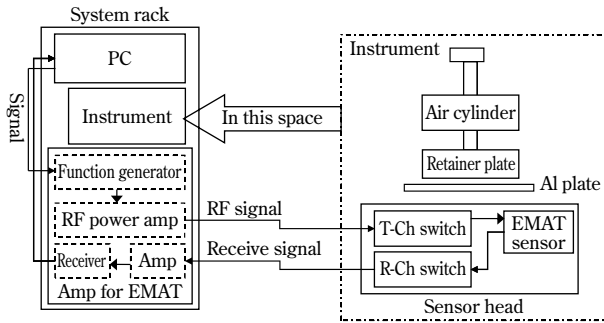 System rack
PC
Instrument
Signal
Function generator
RF power amp
Receiver
Amp
Amp for EMAT
In this space
RF signal
Receive signal
Instrument
Air cylinder
Retainer plate
Al plate
T-Ch switch
R-Ch switch
EMAT
sensor
Sensor head